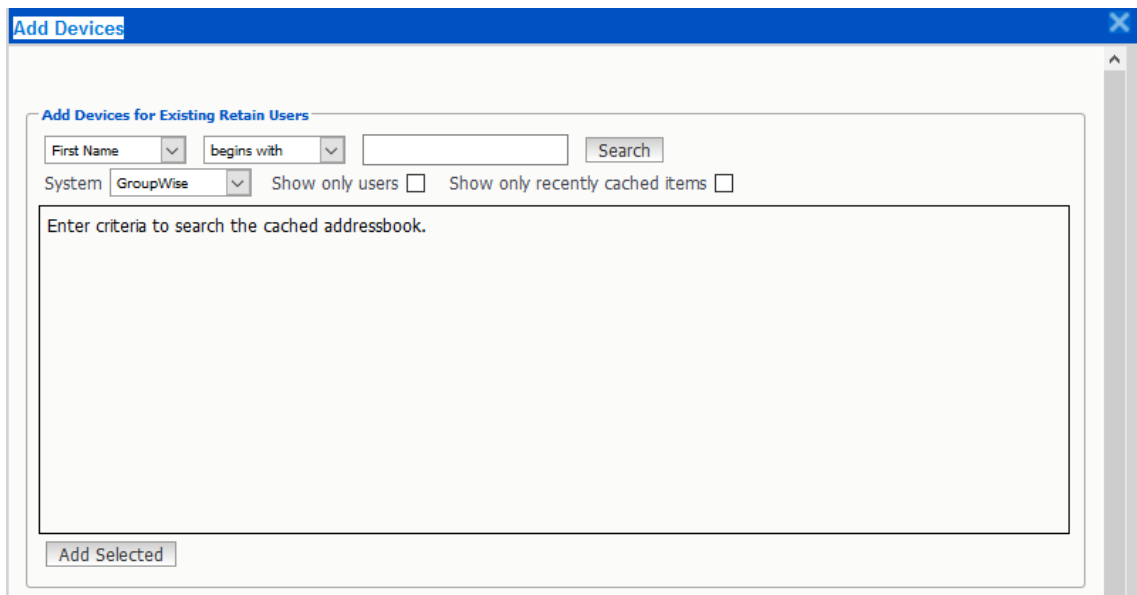 Add Devices
Add Devices for Existing Retain Users
First Name begins with Search
System GroupWise Show only users Show only recently cached items
Enter criteria to search the cached addressbook.
Add Selected